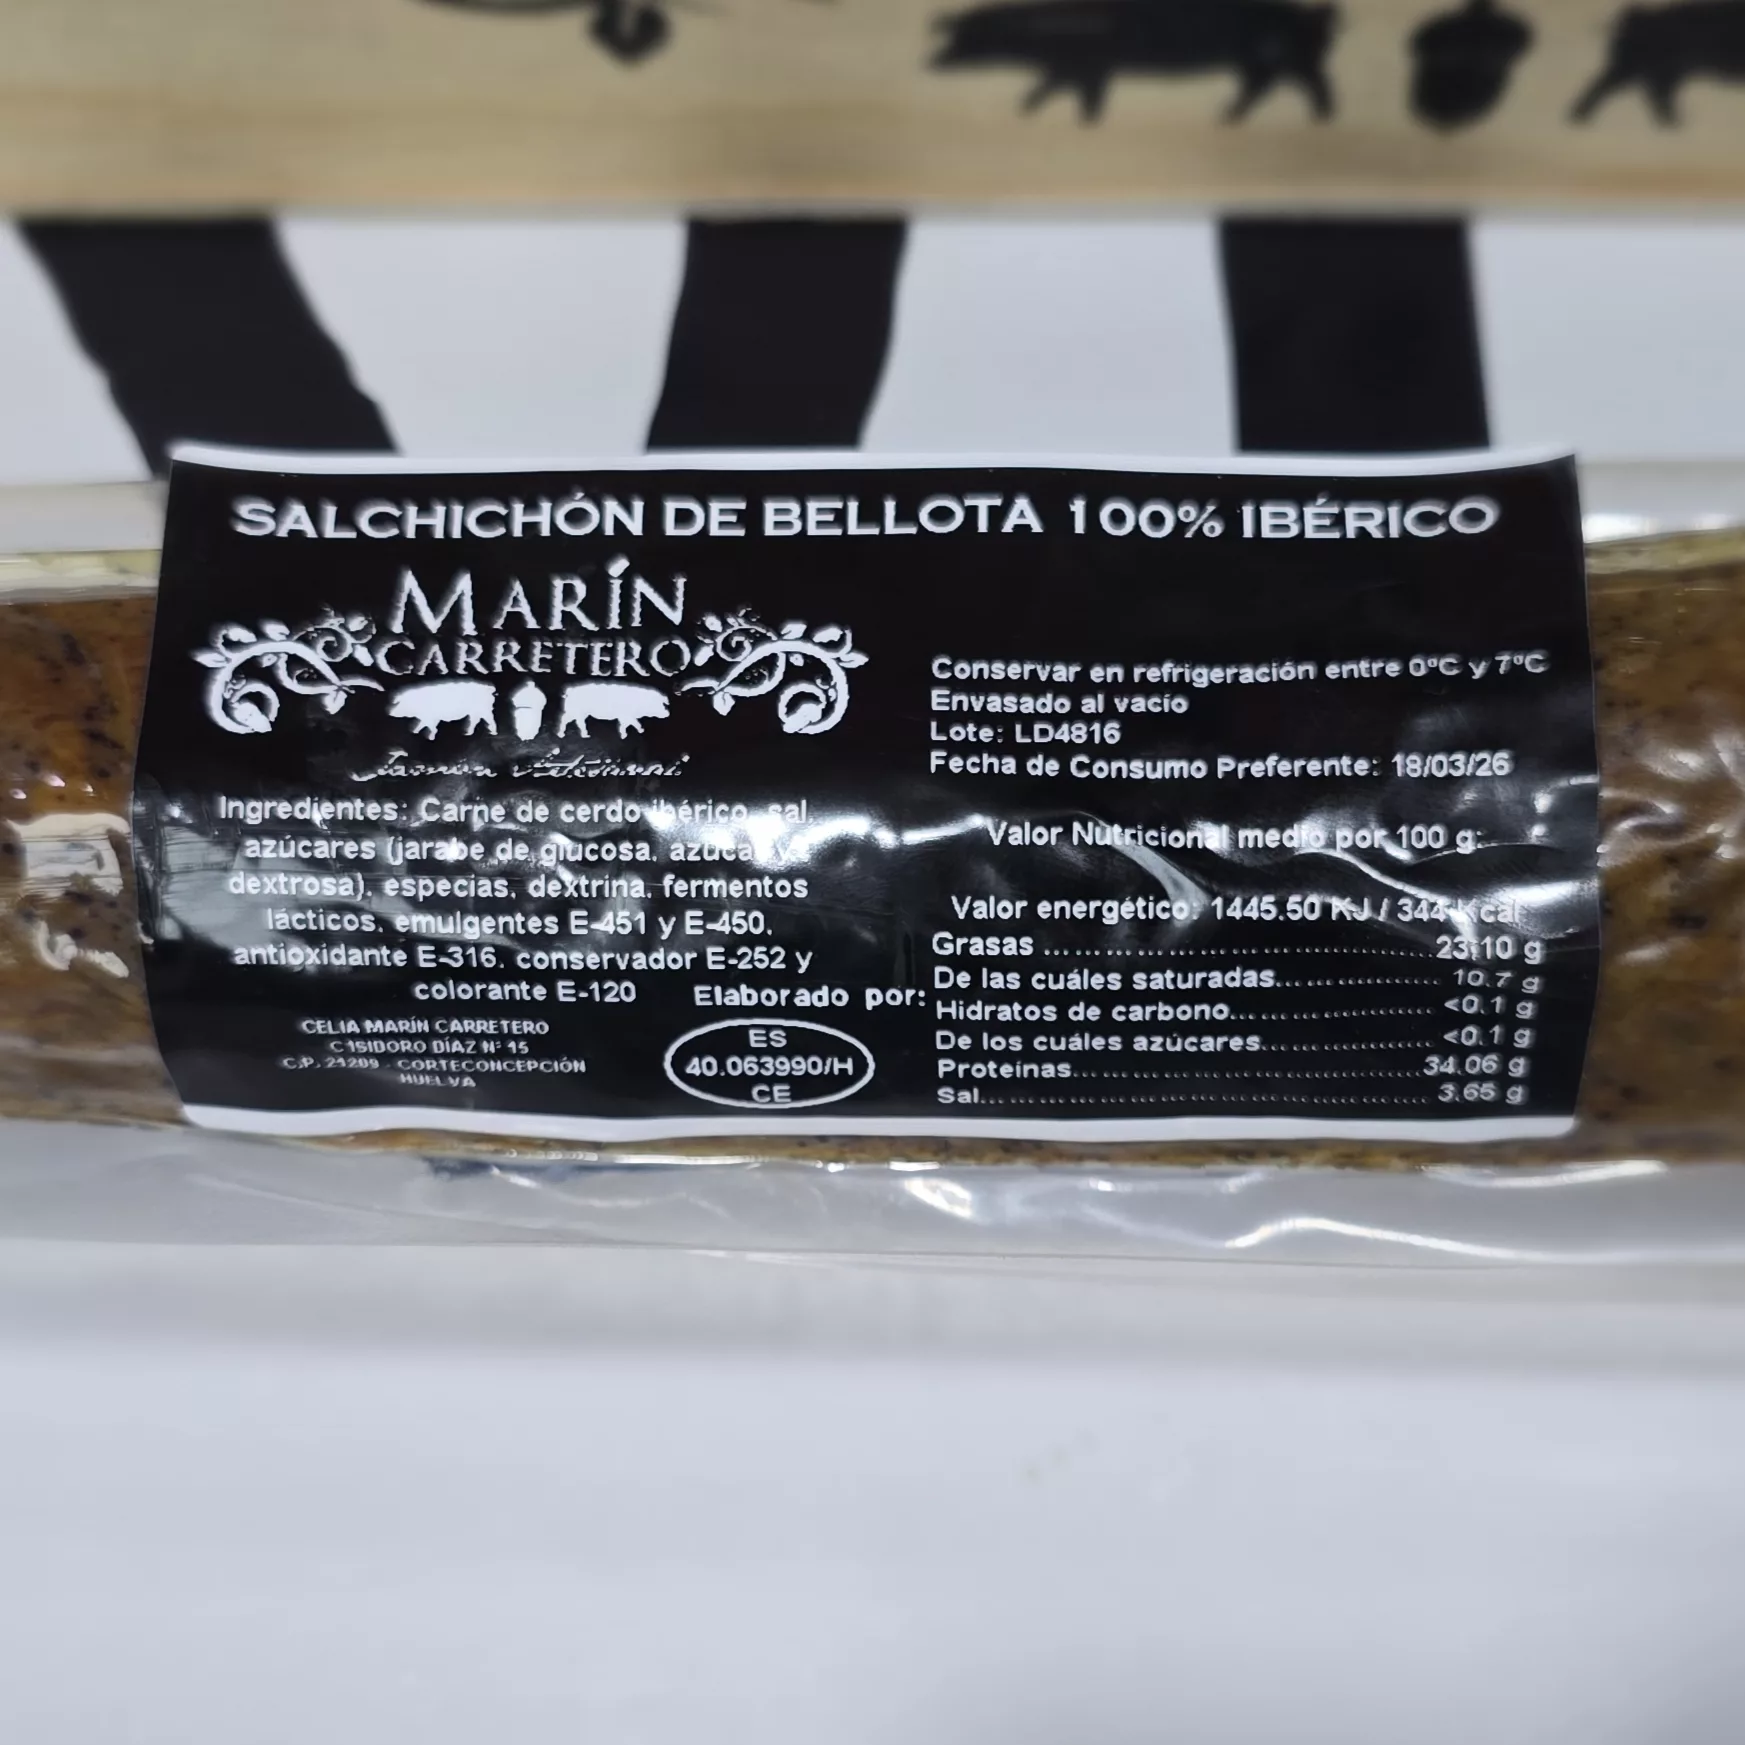 SALCHICHÓN DE BELLOTA 100% IBÉRICO
MARÍN
CARRETERO
Ingredientes: Carne de cerdo ibérico, sal,
azúcares (jarabe de glucosa, azúcar y
dextrosa), especias, dextrina, fermentos
lácticos, emulgentes E-451 y E-450,
antioxidante E-316, conservador E-252 y
colorante E-120
Elaborado por:
CELIA MARÍN CARRETERO
C ISIDORO DÍAZ Nº 15
C.P. 21209 - CORTECONCEPCIÓN
HUELVA
ES
40.063990/H
CE
Conservar en refrigeración entre 0ºC y 7ºC
Envasado al vacío
Lote: LD4816
Fecha de Consumo Preferente: 18/03/26
Valor Nutricional medio por 100 g:
Valor energético: 1445.50 KJ / 344 Kcal
Grasas ........................................23,10 g
De las cuáles saturadas................... 10.7 g
Hidratos de carbono........................ <0.1 g
De los cuáles azúcares.................... <0.1 g
Proteínas.......................................34.06 g
Sal................................................ 3.65 g